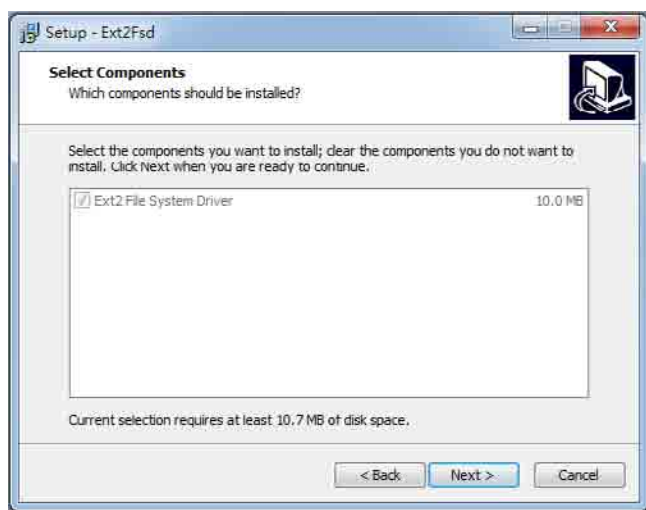 Setup - Ext2Fsd
Select Components
Which components should be installed?
Select the components you want to install; clear the components you do not want to
install. Click Next when you are ready to continue.
Ext2 File System Driver 10.0 MB
Current selection requires at least 10.7 MB of disk space.
< Back Next > Cancel